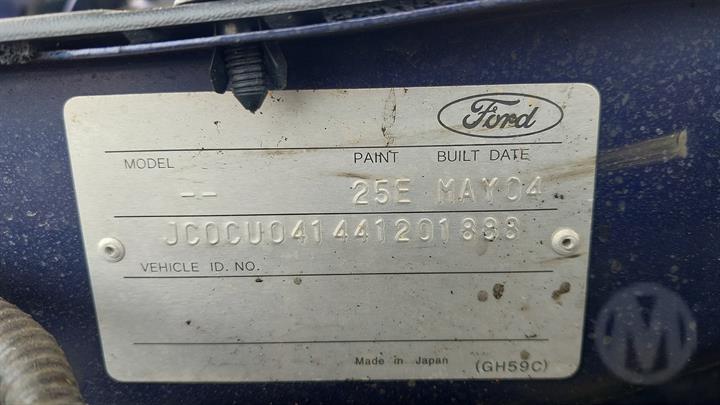 Ford
MODEL PAINT BUILT DATE
-- 25E MAY04
JC0CU041441201888
VEHICLE ID. NO.
Made in Japan (GH59C)
M